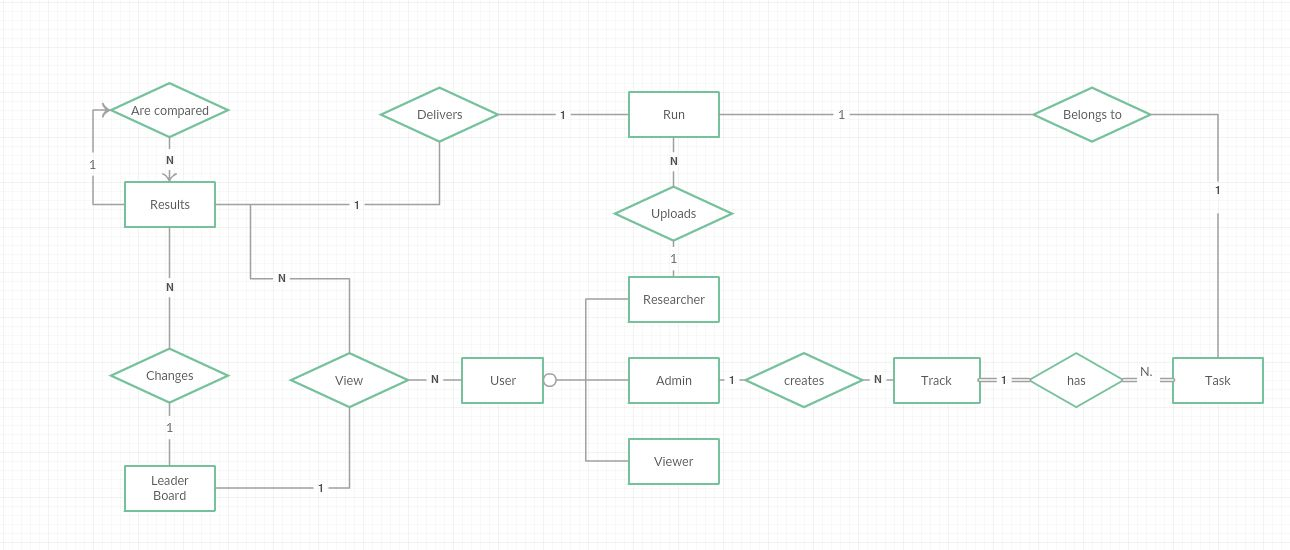 Are compared
Delivers
1
Run
1
Belongs to
N
N
1
1
Results
1
Uploads
1
1
N
N
Researcher
Changes
View
N
User
Admin
1
creates
N
Track
1
has
N.
Task
1
Viewer
Leader
Board
1